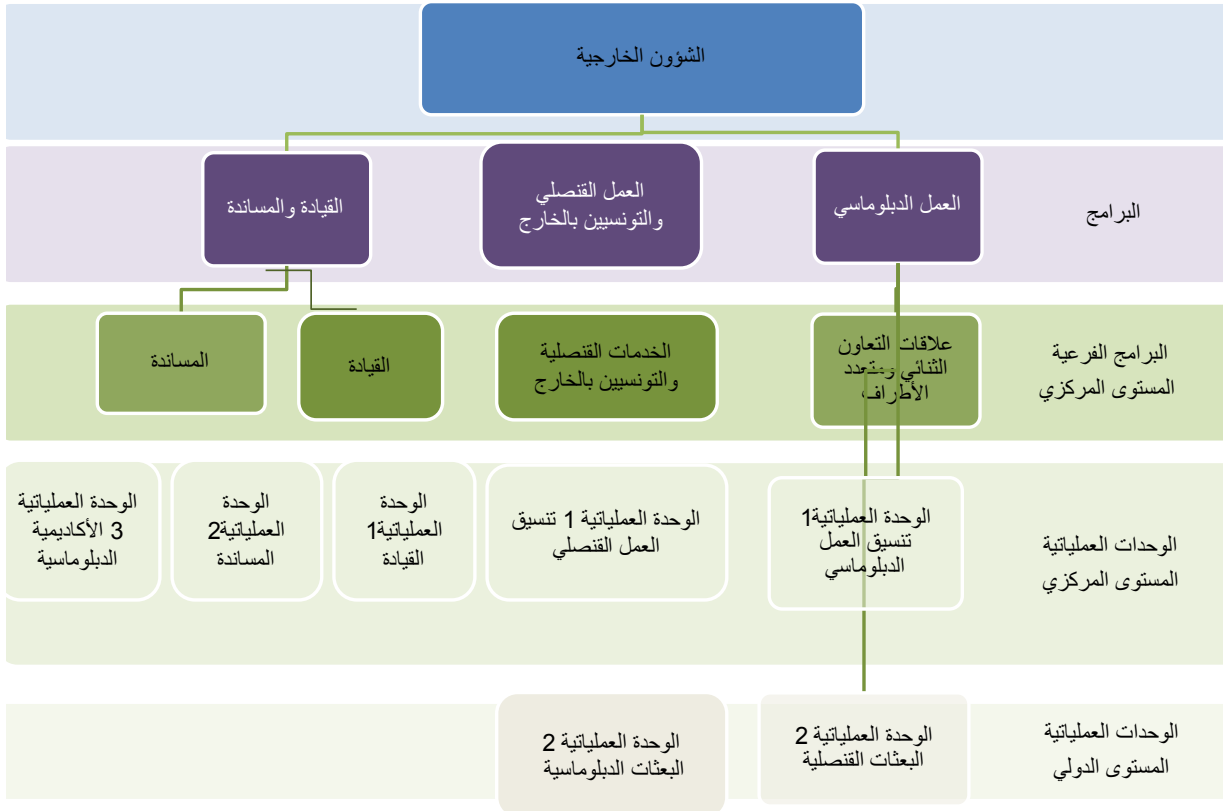 الشؤون الخارجية
البرامج
العمل الدبلوماسي
العمل القنصلي
والتونسيين بالخارج
القيادة والمساندة
البرامج الفرعية
المستوى المركزي
علاقات التعاون
الثنائي ومتعدد
الأطراف
الخدمات القنصلية
والتونسيين بالخارج
القيادة
المساندة
الوحدات العملياتية
المستوى المركزي
الوحدة العملياتية1
تنسيق العمل
الدبلوماسي
الوحدة العملياتية 1 تنسيق
العمل القنصلي
الوحدة
العملياتية1
القيادة
الوحدة
العملياتية2
المساندة
الوحدة العملياتية
3 الأكاديمية
الدبلوماسية
الوحدات العملياتية
المستوى الدولي
الوحدة العملياتية 2
البعثات القنصلية
الوحدة العملياتية 2
البعثات الدبلوماسية